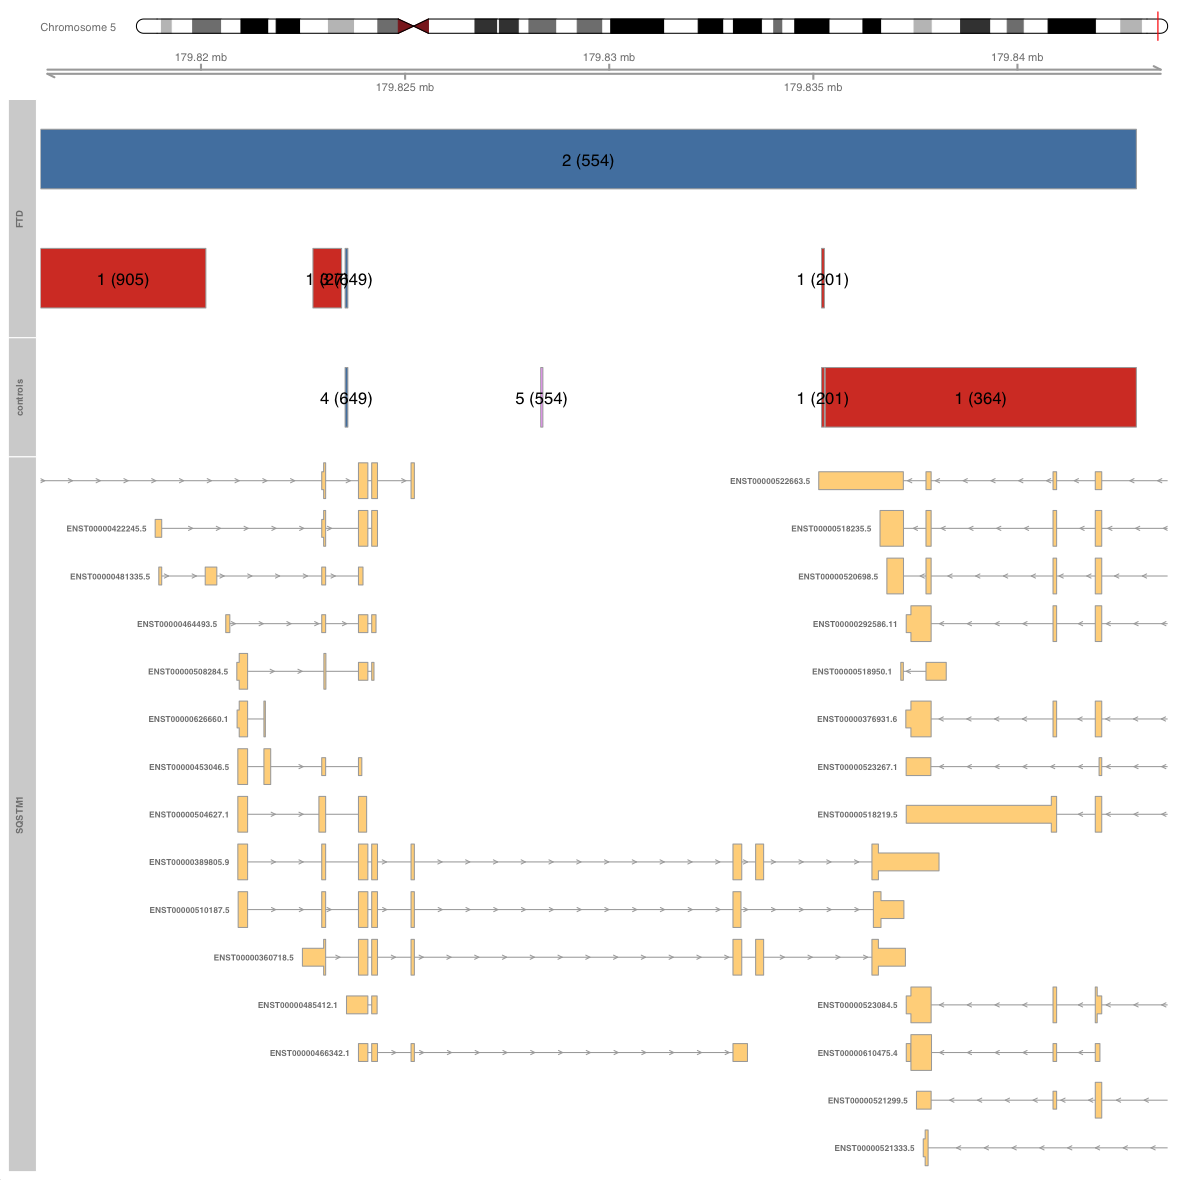 Chromosome 5
179.82 mb
179.83 mb
179.84 mb
179.825 mb
179.835 mb
FTD
2 (554)
1 (905)
(649)
1 (201)
controls
4 (649)
5 (554)
1 (201)
1 (364)
SQSTM1
ENST00000522663.5
ENST00000422245.5
ENST00000518235.5
ENST00000481335.5
ENST00000520698.5
ENST00000464493.5
ENST00000292586.11
ENST00000508284.5
ENST00000518950.1
ENST00000626660.1
ENST00000376931.6
ENST00000453046.5
ENST00000523267.1
ENST00000504627.1
ENST00000518219.5
ENST00000389805.9
ENST00000510187.5
ENST00000360718.5
ENST00000485412.1
ENST00000523084.5
ENST00000466342.1
ENST00000610475.4
ENST00000521299.5
ENST00000521333.5